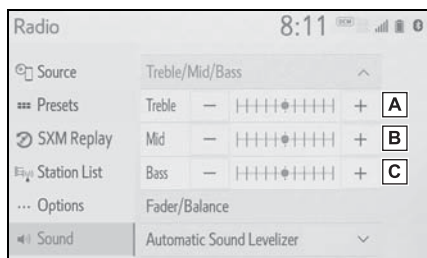 Radio 8:11 DCM
Source
Treble/Mid/Bass
Presets
Treble − + A
SXM Replay
Mid − + B
Station List
Bass − + C
Options
Fader/Balance
Sound
Automatic Sound Levelizer